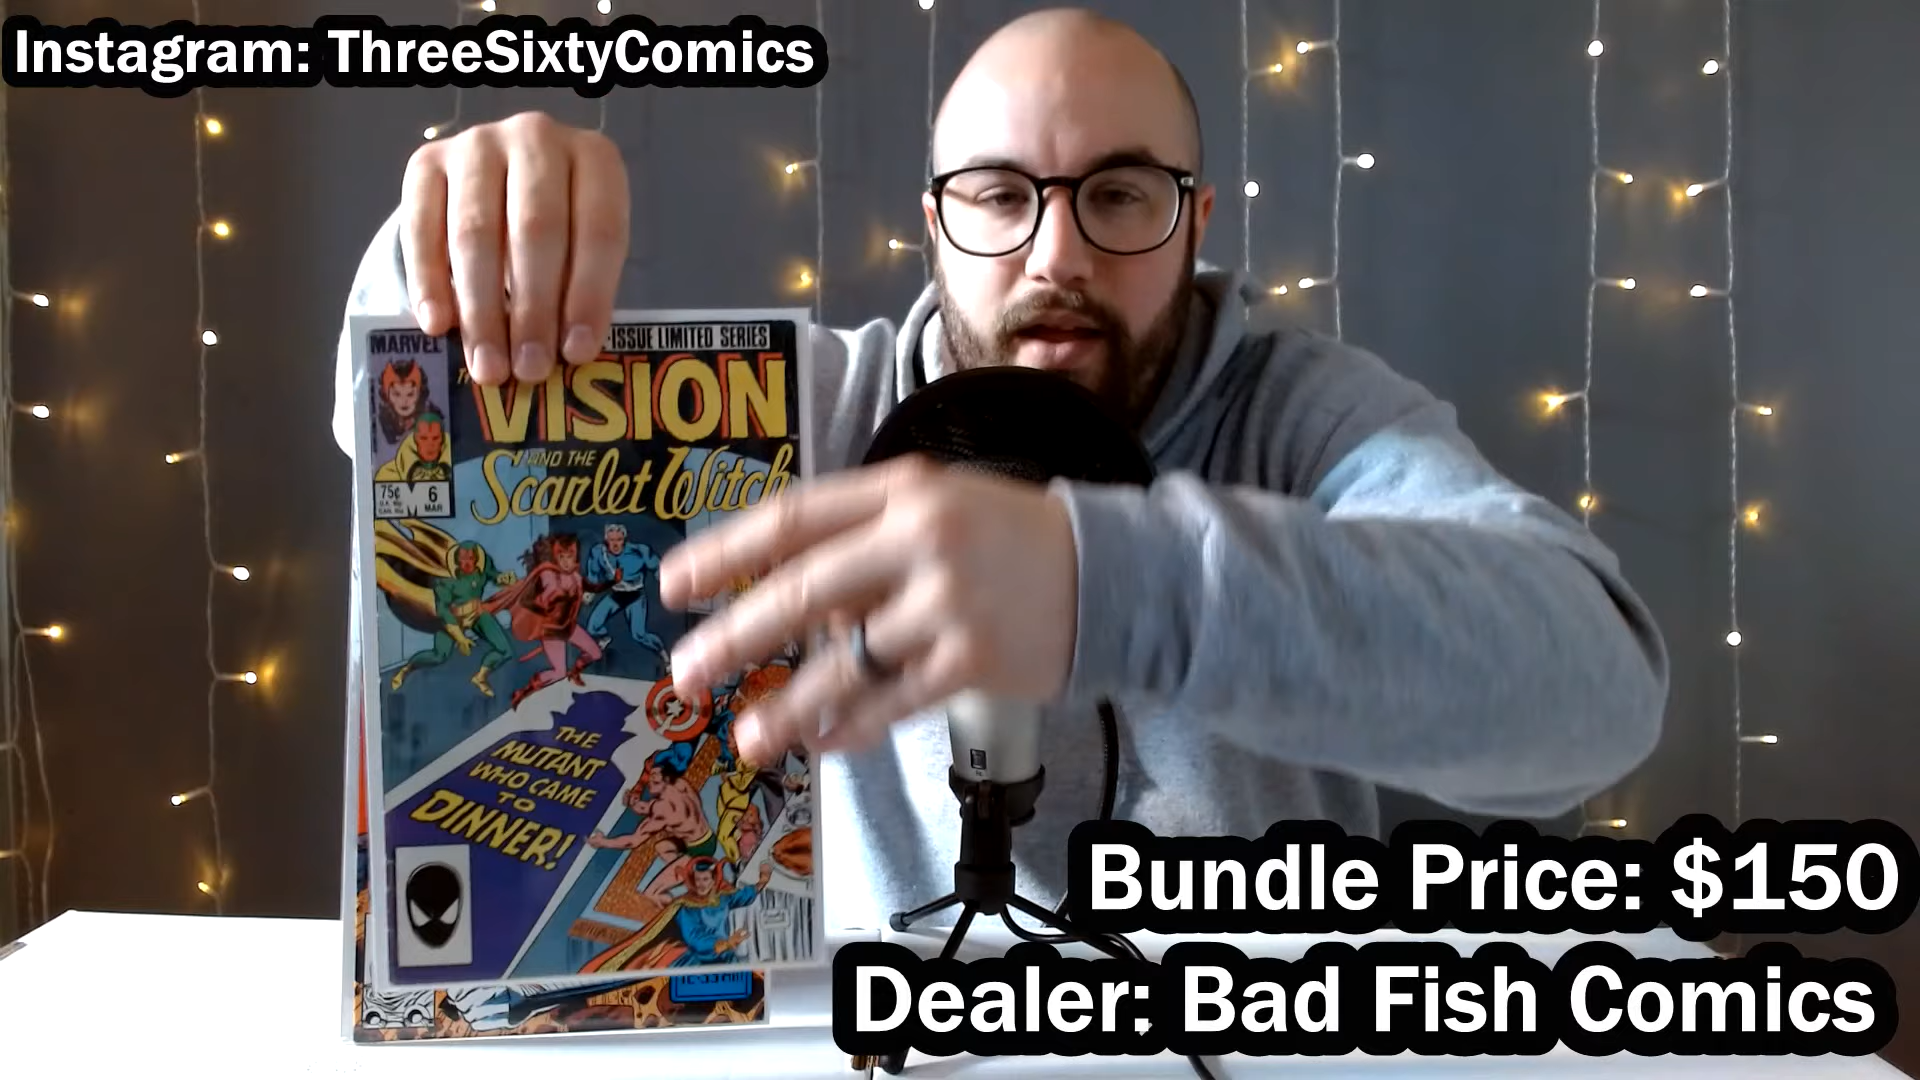 Instagram: ThreeSixtyComics
-ISSUE LIMITED SERIES
MARVEL
VISION
AND THE
Scarlet Witch
75¢ 6
MAR
THE
MUTANT
WHO CAME
TO
DINNER!
Bundle Price: $150
Dealer: Bad Fish Comics